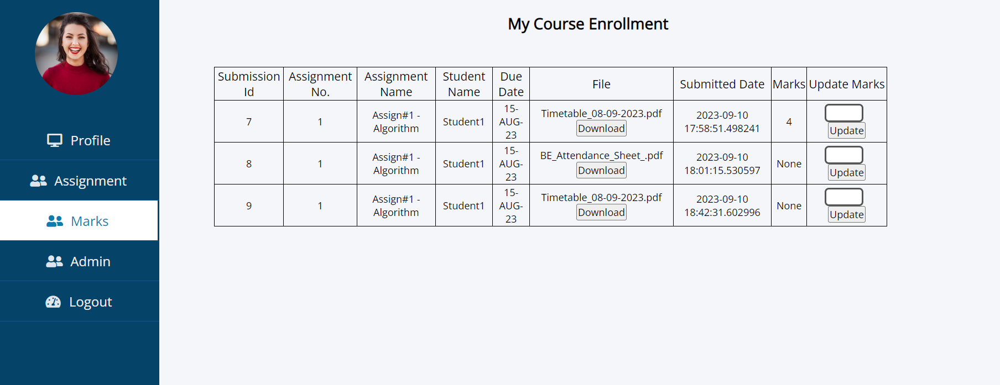 My Course Enrollment
Profile
Assignment
Marks
Admin
Logout
Submission Id
Assignment No.
Assignment Name
Student Name
Due Date
File
Submitted Date
Marks
Update Marks
7
1
Assign#1 -
Algorithm
Student1
15-
AUG-
23
Timetable_08-09-2023.pdf
Download
2023-09-10
17:58:51.498241
4
Update
8
1
Assign#1 -
Algorithm
Student1
15-
AUG-
23
BE_Attendance_Sheet_.pdf
Download
2023-09-10
18:01:15.530597
None
Update
9
1
Assign#1 -
Algorithm
Student1
15-
AUG-
23
Timetable_08-09-2023.pdf
Download
2023-09-10
18:42:31.602996
None
Update